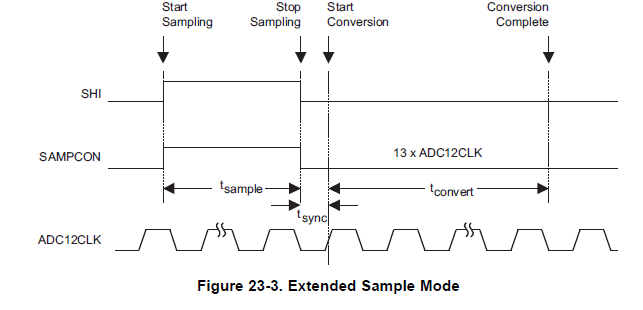 Start Stop Start Conversion
Sampling Sampling Conversion Complete
SHI
SAMPCON 13 x ADC12CLK
tsample tconvert
tsync
ADC12CLK
Figure 23-3. Extended Sample Mode